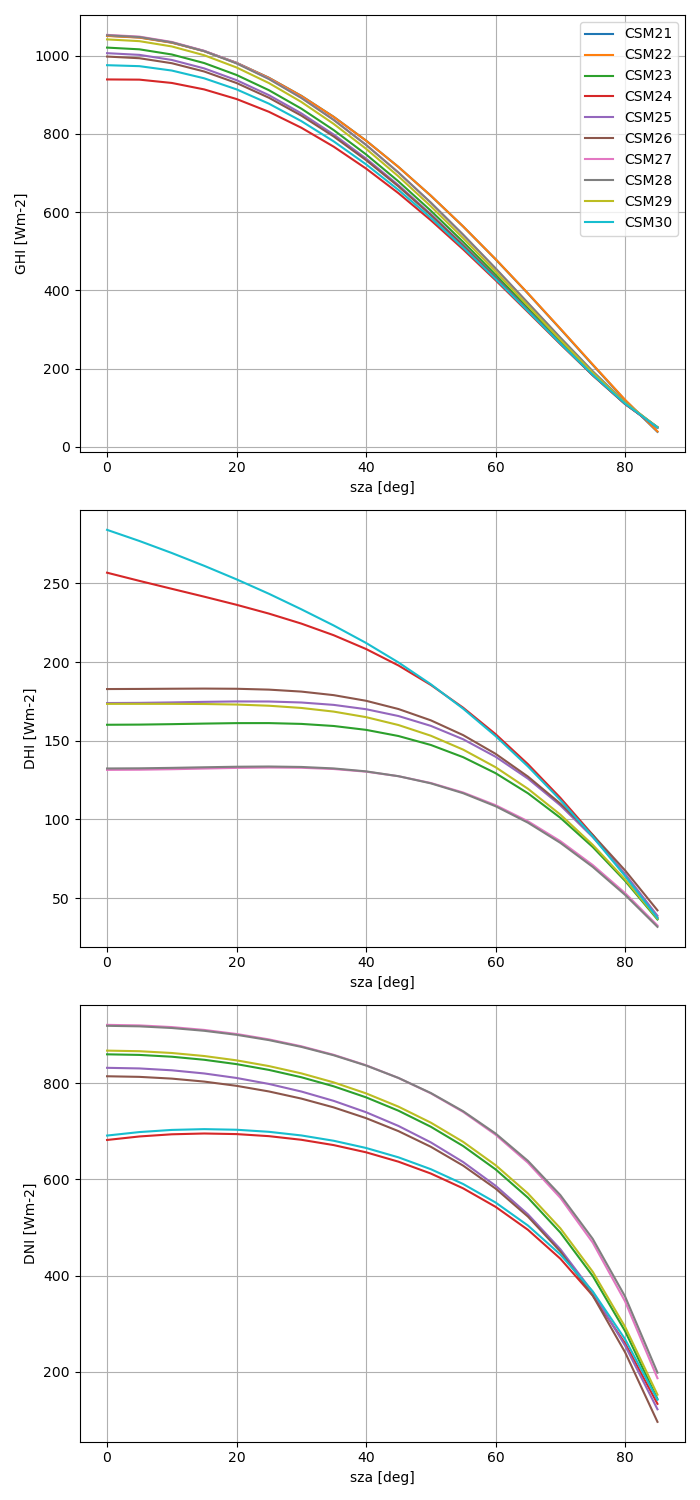 1000
800
600
400
200
0
GHI [Wm-2]
CSM21
CSM22
CSM23
CSM24
CSM25
CSM26
CSM27
CSM28
CSM29
CSM30
0 20 40 60 80
sza [deg]
250
200
150
100
50
DHI [Wm-2]
0 20 40 60 80
sza [deg]
800
600
400
200
DNI [Wm-2]
0 20 40 60 80
sza [deg]